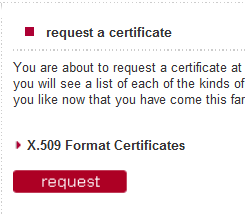 request a certificate
You are about to request a certificate at
you will see a list of each of the kinds of
you like now that you have come this far
X.509 Format Certificates
request